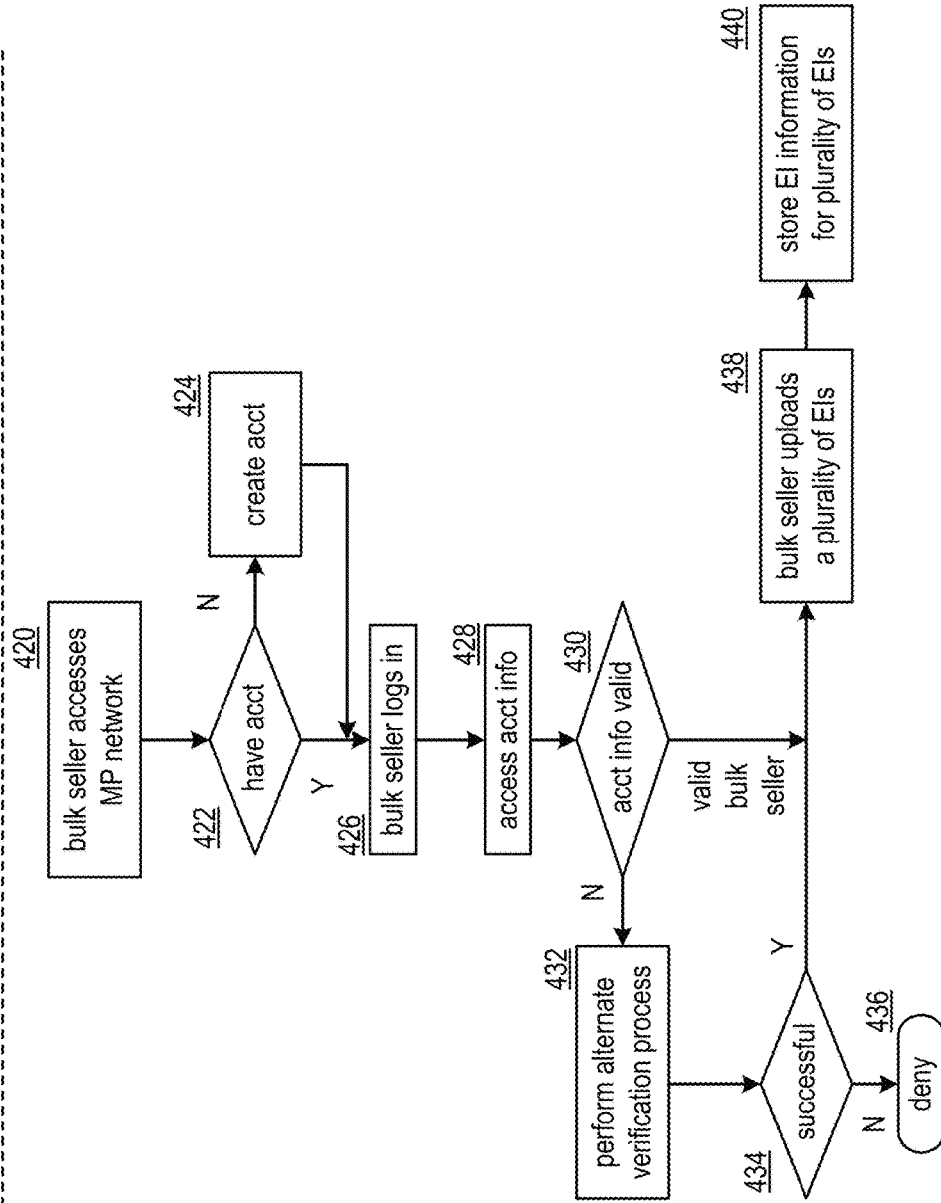 420
bulk seller accesses
MP network
422
have acct
N
424
create acct
Y
426
bulk seller logs in
428
access acct info
430
acct info valid
N
valid
bulk
seller
432
perform alternate
verification process
434
successful
Y
N
436
deny
438
bulk seller uploads
a plurality of EIs
440
store EI information
for plurality of EIs